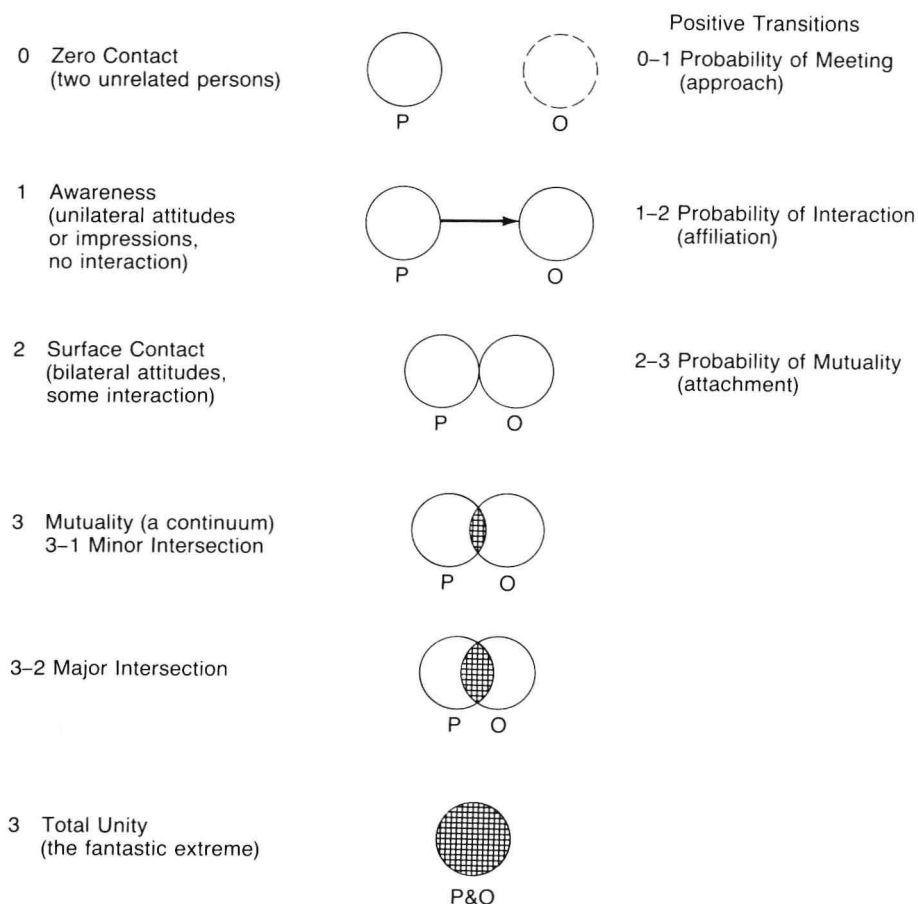 Positive Transitions
0 Zero Contact
(two unrelated persons)
P
O
0–1 Probability of Meeting
(approach)
1 Awareness
(unilateral attitudes
or impressions,
no interaction)
P
O
1–2 Probability of Interaction
(affiliation)
2 Surface Contact
(bilateral attitudes,
some interaction)
P
O
2–3 Probability of Mutuality
(attachment)
3 Mutuality (a continuum)
3–1 Minor Intersection
P
O
3–2 Major Intersection
P
O
3 Total Unity
(the fantastic extreme)
P&O